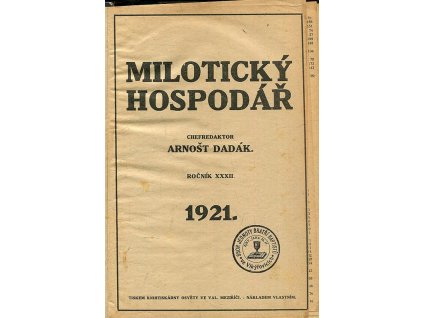 MILOTICKÝ
HOSPODÁŘ
CHEFREDAKTOR
ARNOŠT DADÁK.
ROČNÍK XXXII.
1921.
TISKEM KNIHTISKÁRNY OSVĚTY VE VAL. MEZIŘÍČÍ. - NÁKLADEM VLASTNÍM.